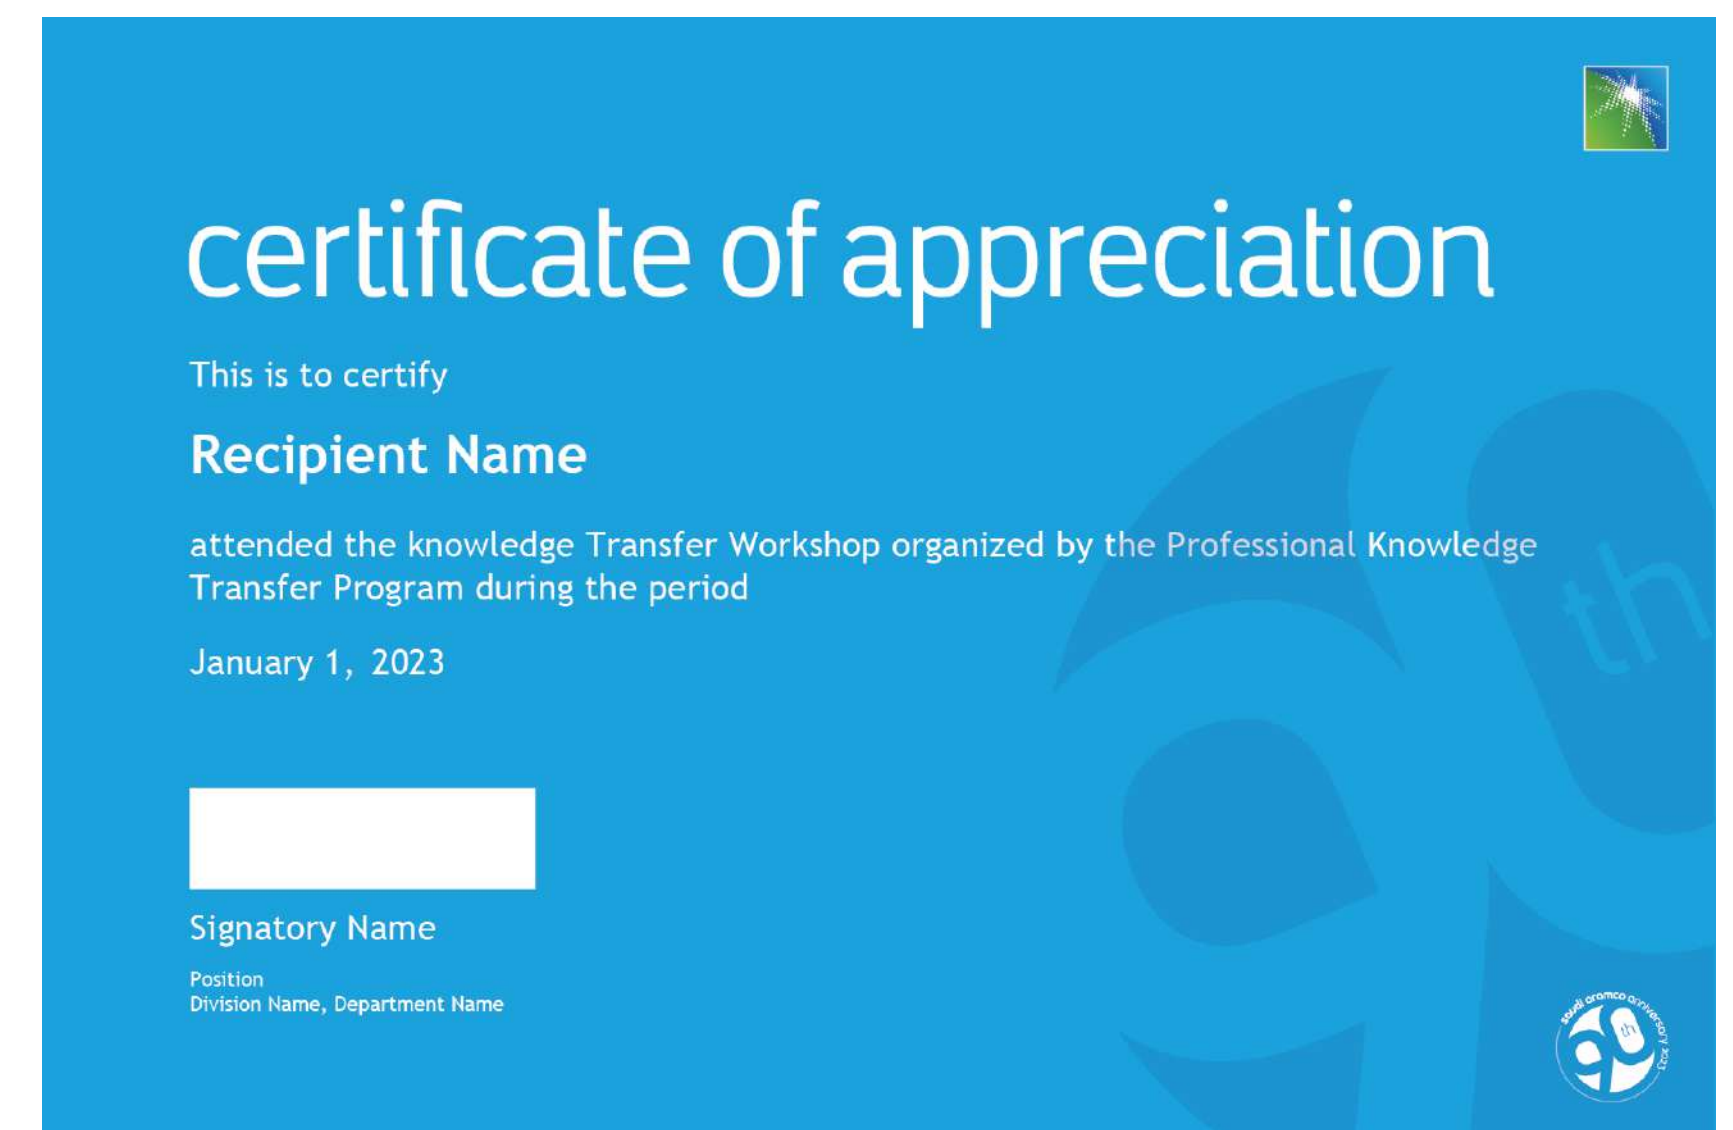 certificate of appreciation
This is to certify
Recipient Name
attended the knowledge Transfer Workshop organized by the Professional Knowledge
Transfer Program during the period
January 1, 2023
th
Signatory Name
Position
Division Name, Department Name
saudi aramco anniversary 2023
90th